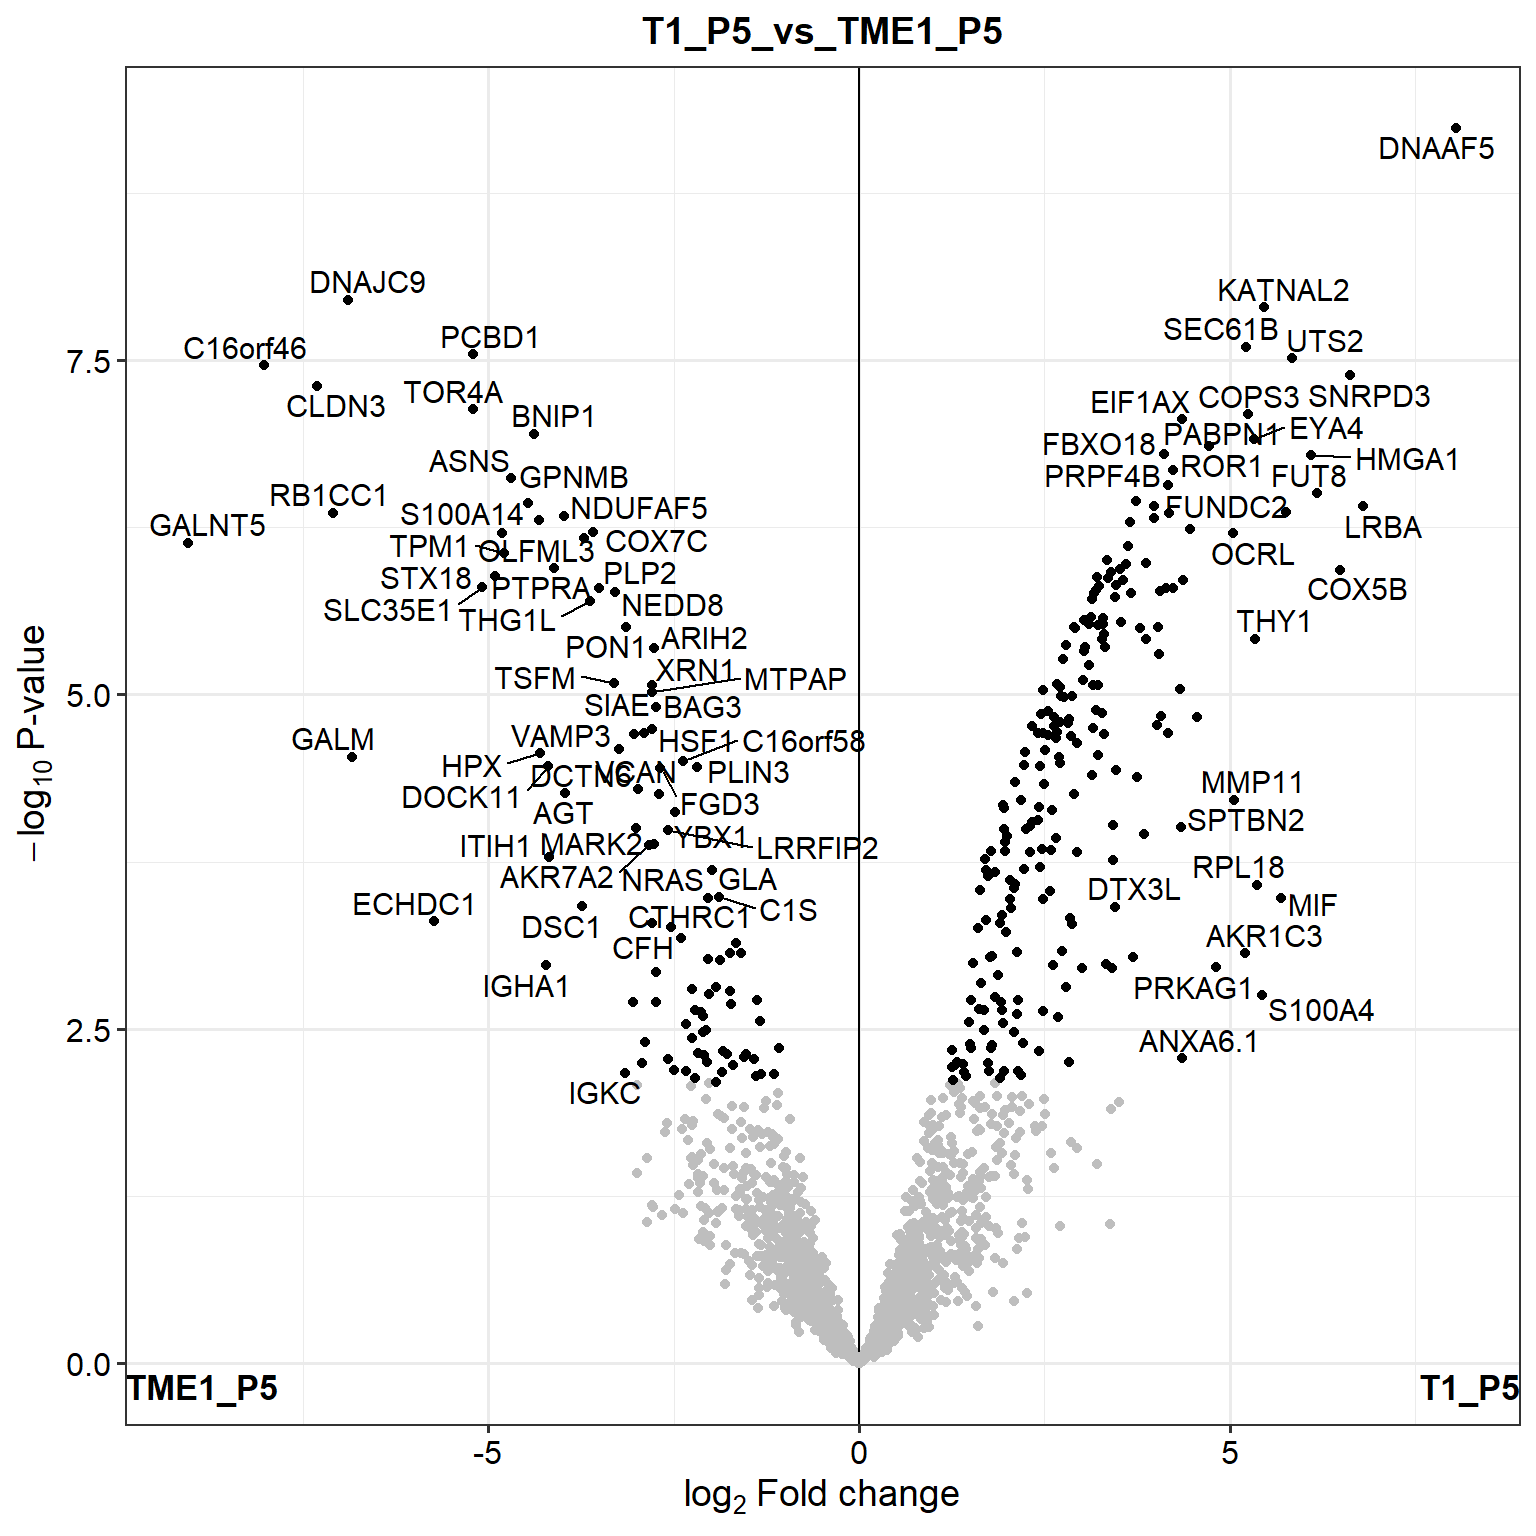 T1_P5_vs_TME1_P5
DNAAF5
DNAJC9
KATNAL2
SEC61B
PCBD1
UTS2
C16orf46
7.5
TOR4A
CLDN3
COPS3
SNRPD3
EIF1AX
BNIP1
EYA4
PABPN1
FBXO18
ASNS
HMGA1
GPNMB
ROR1
FUT8
PRPF4B
RB1CC1
NDUFAF5
FUNDC2
S100A14
GALNT5
LRBA
COX7C
TPM1
OLFML3
OCRL
PLP2
STX18
PTPRA
COX5B
SLC35E1
NEDD8
THG1L
THY1
ARIH2
PON1
XRN1
TSFM
MTPAP
5.0
SIAE
BAG3
VAMP3
GALM
HSF1
C16orf58
HPX
DCTN6
VCAN
PLIN3
MMP11
DOCK11
FGD3
AGT
SPTBN2
YBX1
ITIH1
MARK2
LRRFIP2
RPL18
AKR7A2
NRAS
GLA
DTX3L
ECHDC1
MIF
C1S
CTHRC1
DSC1
AKR1C3
CFH
IGHA1
PRKAG1
S100A4
2.5
ANXA6.1
IGKC
0.0
TME1_P5
T1_P5
-5
0
5
log2 Fold change
−log10 P-value